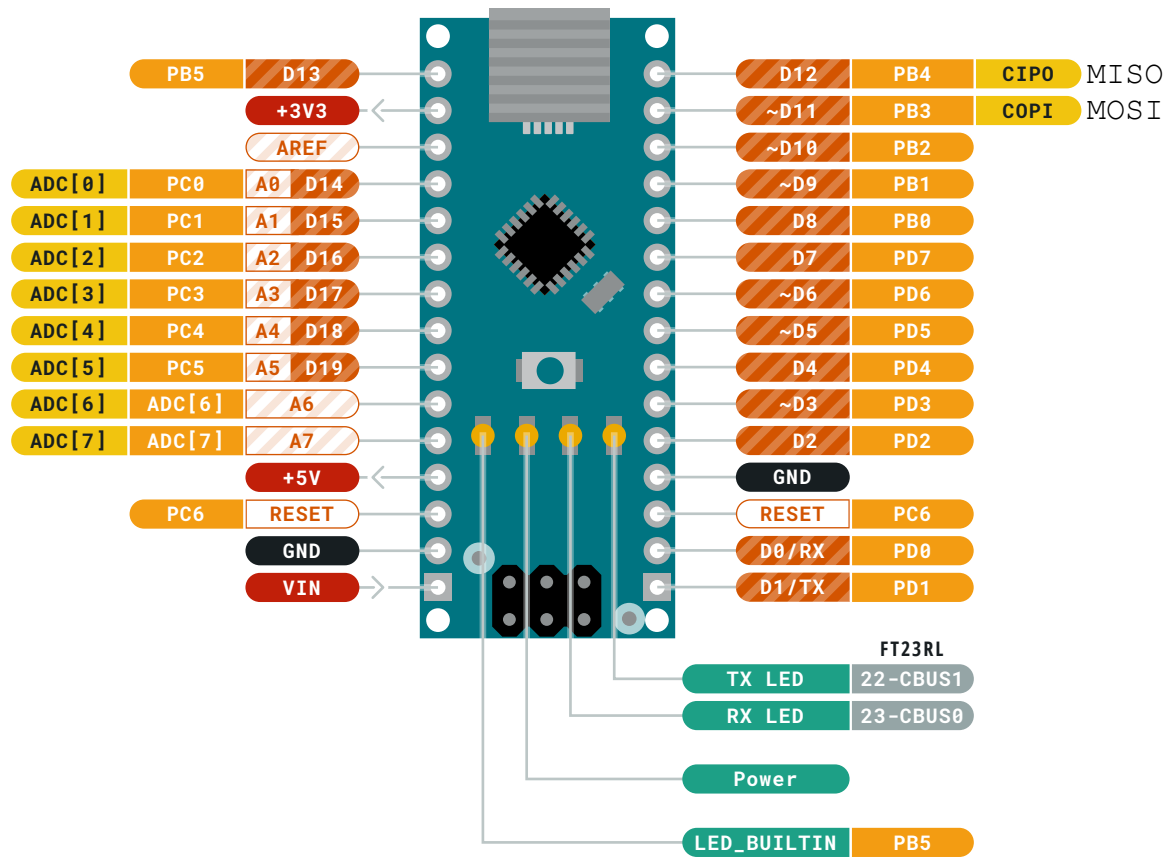 PB5 D13 D12 PB4 CIPO MISO
+3V3 ~D11 PB3 COPI MOSI
AREF ~D10 PB2
ADC[0] PC0 A0 D14 ~D9 PB1
ADC[1] PC1 A1 D15 D8 PB0
ADC[2] PC2 A2 D16 D7 PD7
ADC[3] PC3 A3 D17 ~D6 PD6
ADC[4] PC4 A4 D18 ~D5 PD5
ADC[5] PC5 A5 D19 D4 PD4
ADC[6] ADC[6] A6 ~D3 PD3
ADC[7] ADC[7] A7 D2 PD2
+5V GND
PC6 RESET RESET PC6
GND D0/RX PD0
VIN D1/TX PD1
FT23RL
TX LED 22-CBUS1
RX LED 23-CBUS0
Power
LED_BUILTIN PB5